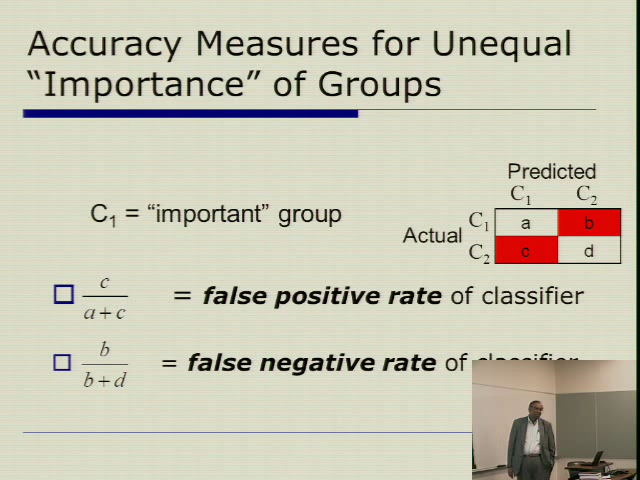 Accuracy Measures for Unequal
“Importance” of Groups
Predicted
C1 C2
C1 = “important” group
Actual
C1 a b
C2 c d
c
a + c
= false positive rate of classifier
b
b + d
= false negative rate of classifier